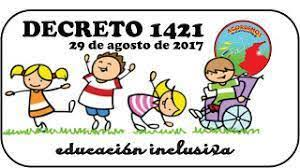 DECRETO 1421
29 de agosto de 2017
educación inclusiva